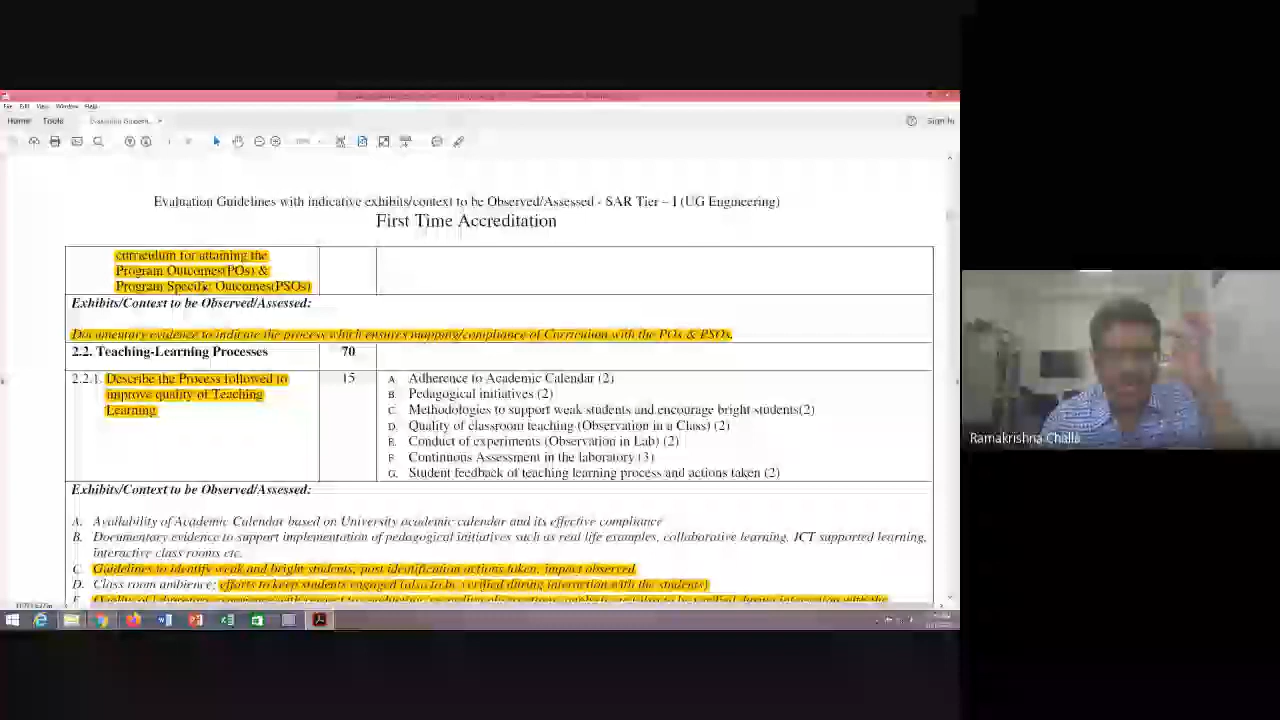 File Edit View Window Help
Home Tools Evaluation Sign In
Evaluation Guidelines with indicative exhibits/context to be Observed/Assessed - SAR Tier – I (UG Engineering)
First Time Accreditation
curriculum for attaining the
Program Outcomes(POs) &
Program Specific Outcomes(PSOs)
Exhibits/Context to be Observed/Assessed:
Documentary evidence to indicate the process which ensures mapping/compliance of Curriculum with the POs & PSOs.
2.2. Teaching-Learning Processes 70
2.2.1. Describe the Process followed to improve quality of Teaching Learning 15
A. Adherence to Academic Calendar (2)
B. Pedagogical initiatives (2)
C. Methodologies to support weak students and encourage bright students(2)
D. Quality of classroom teaching (Observation in a Class) (2)
E. Conduct of experiments (Observation in Lab) (2)
F. Continuous Assessment in the laboratory (3)
G. Student feedback of teaching learning process and actions taken (2)
Exhibits/Context to be Observed/Assessed:
A. Availability of Academic Calendar based on University academic calendar and its effective compliance
B. Documentary evidence to support implementation of pedagogical initiatives such as real life examples, collaborative learning, ICT supported learning,
interactive class rooms etc.
C. Guidelines to identify weak and bright students; post identification actions taken; impact observed
D. Class room ambience; efforts to keep students engaged (also to be verified during interaction with the students)
Ramakrishna Challa